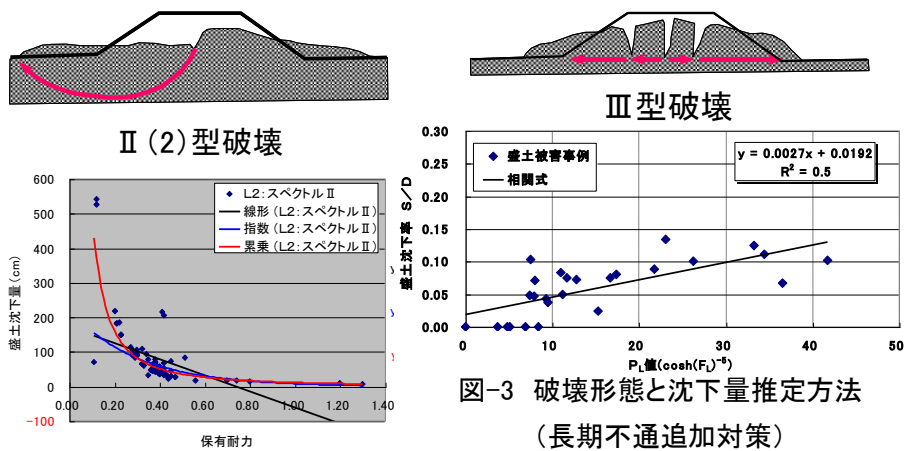 Ⅱ(2)型破壊
Ⅲ型破壊
600
500
400
300
200
100
0
-100
0.00 0.20 0.40 0.60 0.80 1.00 1.20 1.40
盛土沈下量(cm)
保有耐力
L2:スペクトルⅡ
線形(L2:スペクトルⅡ)
指数(L2:スペクトルⅡ)
累乗(L2:スペクトルⅡ)
y
y
y
0.30
0.25
0.20
0.15
0.10
0.05
0.00
0 10 20 30 40 50
盛土沈下率 S/D
盛土被害事例
相関式
y = 0.0027x + 0.0192
R² = 0.5
PL値(cosh(FL)⁻⁵)
図-3 破壊形態と沈下量推定方法
(長期不通追加対策)